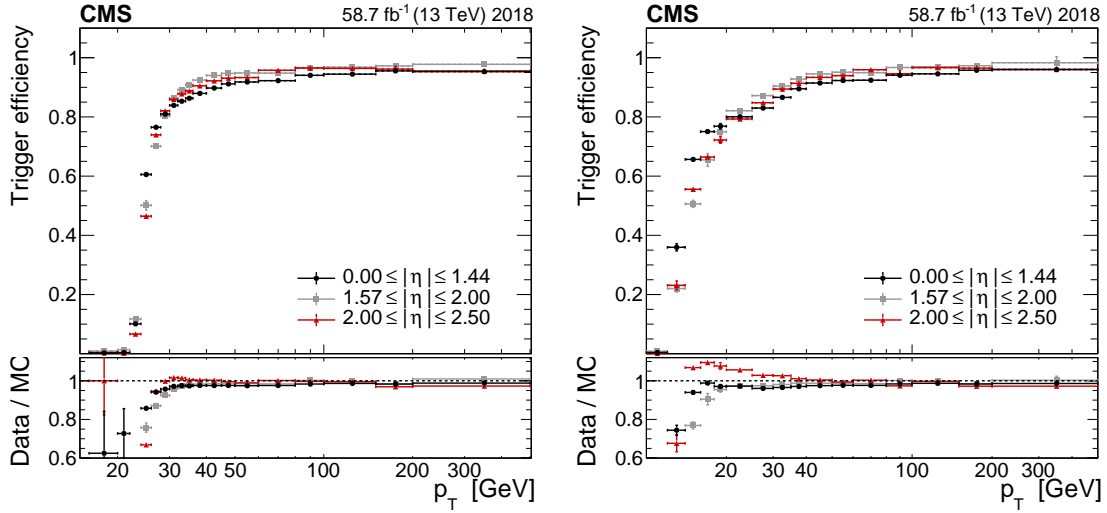 CMS 58.7 fb⁻¹ (13 TeV) 2018
Trigger efficiency
1
0.8
0.6
0.4
0.2
0.00 ≤ | η | ≤ 1.44
1.57 ≤ | η | ≤ 2.00
2.00 ≤ | η | ≤ 2.50
Data / MC
1
0.8
0.6
20 30 40 50 100 200 300
p_T [GeV]
CMS 58.7 fb⁻¹ (13 TeV) 2018
Trigger efficiency
1
0.8
0.6
0.4
0.2
0.00 ≤ | η | ≤ 1.44
1.57 ≤ | η | ≤ 2.00
2.00 ≤ | η | ≤ 2.50
Data / MC
1
0.8
0.6
20 30 40 100 200 300
p_T [GeV]